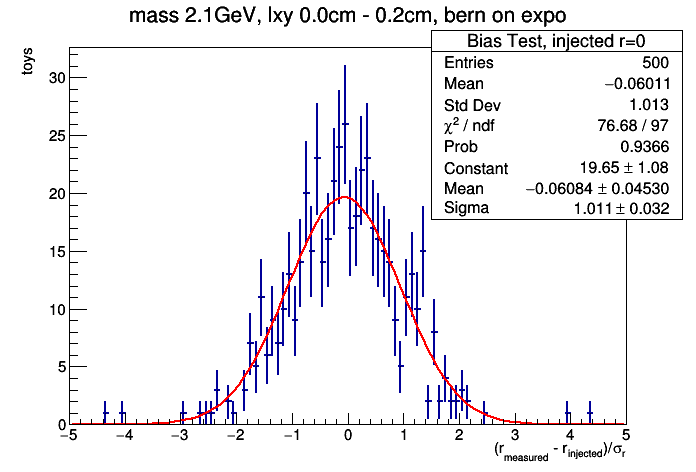 mass 2.1GeV, lxy 0.0cm - 0.2cm, bern on expo
toys
Bias Test, injected r=0
Entries 500
Mean −0.06011
Std Dev 1.013
χ² / ndf 76.68 / 97
Prob 0.9366
Constant 19.65 ± 1.08
Mean −0.06084 ± 0.04530
Sigma 1.011 ± 0.032
30
25
20
15
10
5
0
−5 −4 −3 −2 −1 0 1 2 3 4 5
(r_measured - r_injected)/σ_r